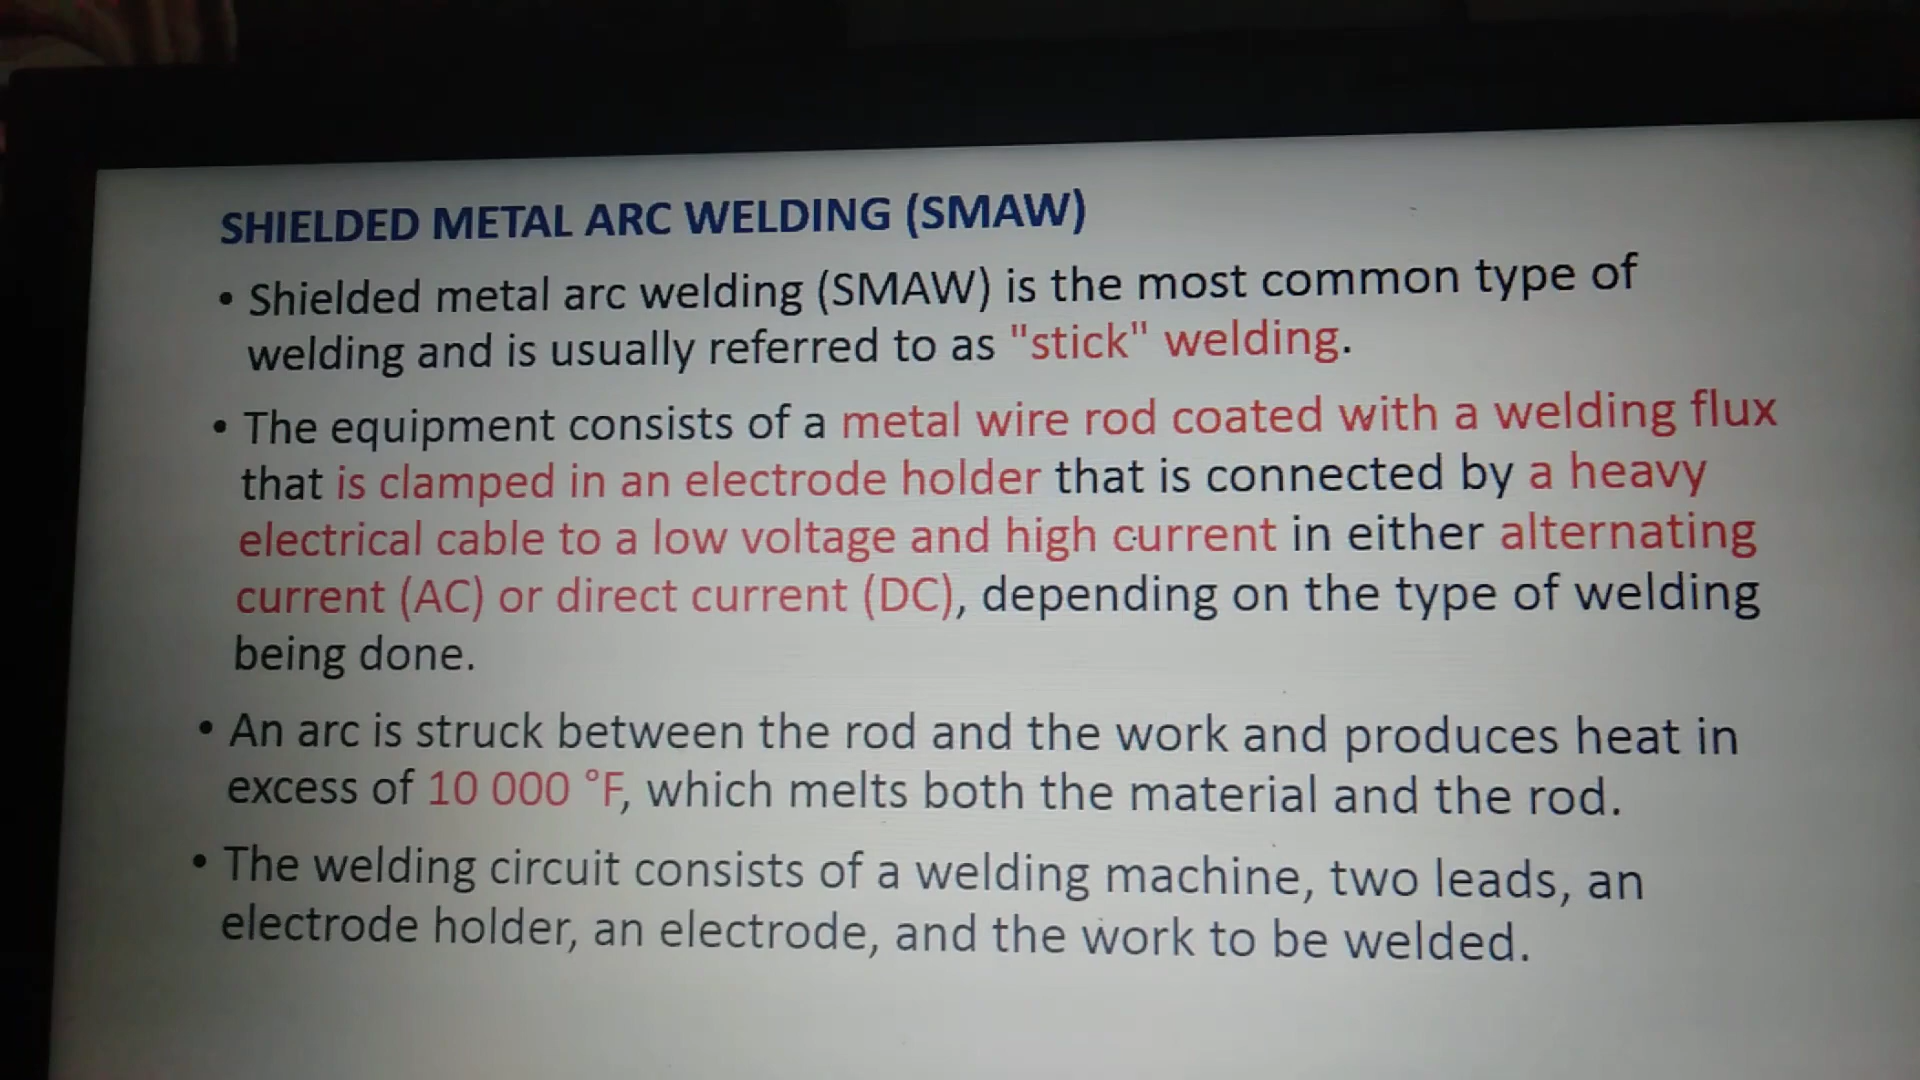 SHIELDED METAL ARC WELDING (SMAW)
• Shielded metal arc welding (SMAW) is the most common type of
welding and is usually referred to as "stick" welding.
• The equipment consists of a metal wire rod coated with a welding flux
that is clamped in an electrode holder that is connected by a heavy
electrical cable to a low voltage and high current in either alternating
current (AC) or direct current (DC), depending on the type of welding
being done.
• An arc is struck between the rod and the work and produces heat in
excess of 10 000 °F, which melts both the material and the rod.
• The welding circuit consists of a welding machine, two leads, an
electrode holder, an electrode, and the work to be welded.